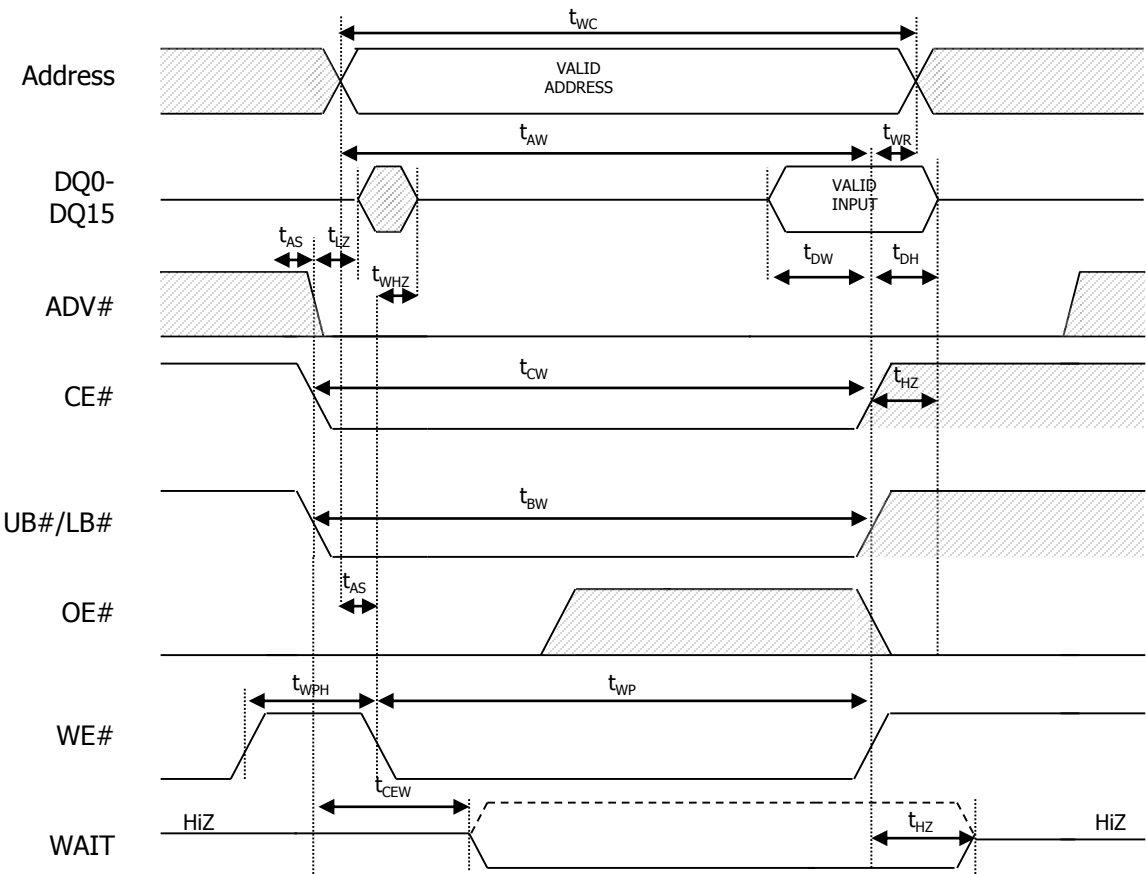 tWC
Address
VALID
ADDRESS
tAW
tWR
DQ0-
DQ15
VALID
INPUT
tAS
tLZ
tDW
tDH
tWHZ
ADV#
tCW
tHZ
CE#
tBW
UB#/LB#
tAS
OE#
tWPH
tWP
WE#
tCEW
HiZ
tHZ
HiZ
WAIT